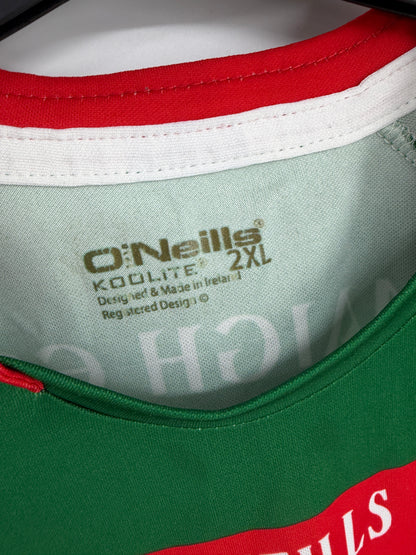 O'Neills®
KOOLITE® 2XL
Designed & Made in Ireland
Registered Design ©